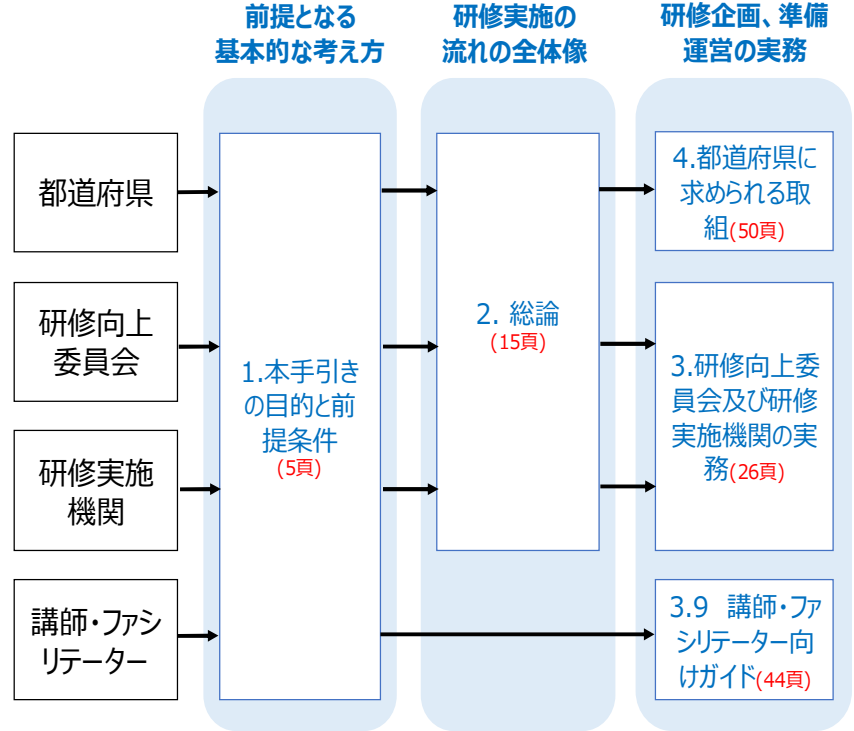 前提となる
基本的な考え方
研修実施の
流れの全体像
研修企画、準備
運営の実務
都道府県
研修向上
委員会
研修実施
機関
講師・ファシ
リテーター
1.本手引き
の目的と前
提条件
(5頁)
2. 総論
(15頁)
4.都道府県に
求められる取
組(50頁)
3.研修向上委
員会及び研修
実施機関の実
務(26頁)
3.9 講師・ファ
シリテーター向
けガイド(44頁)